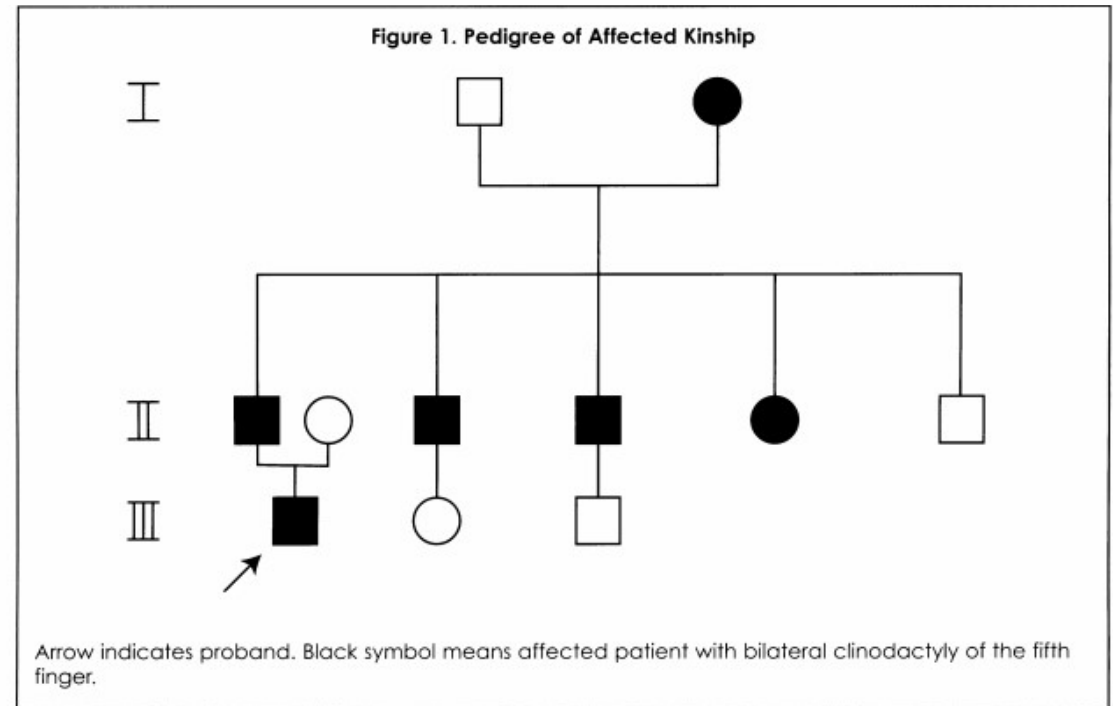 Figure 1. Pedigree of Affected Kinship
I
II
III
Arrow indicates proband. Black symbol means affected patient with bilateral clinodactyly of the fifth
finger.